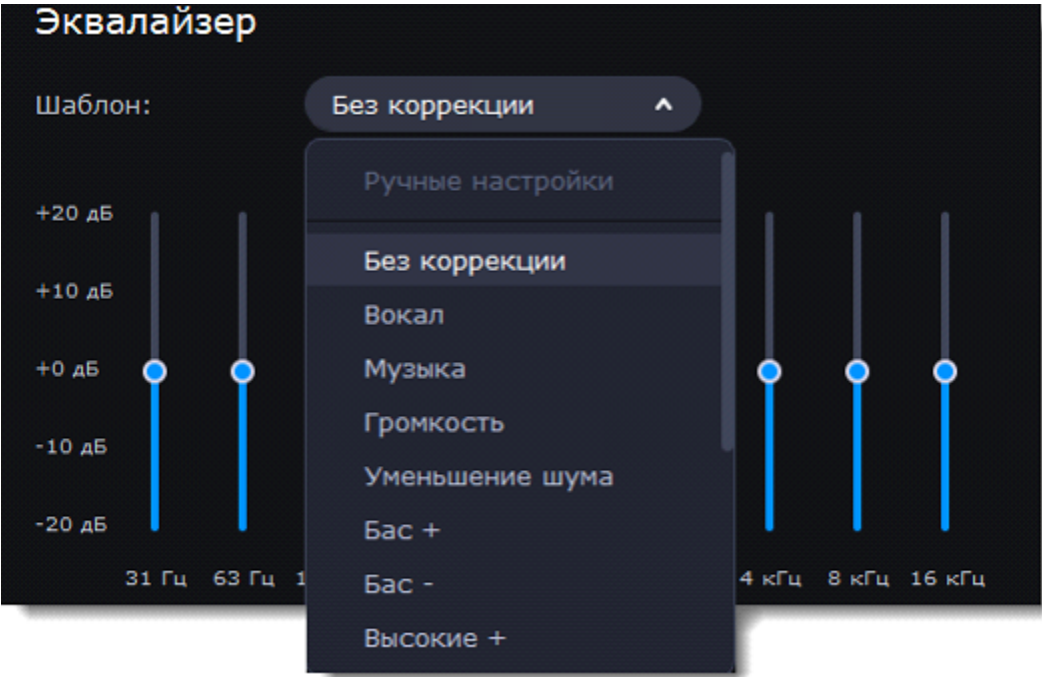 Эквалайзер
Шаблон:
Без коррекции
Ручные настройки
Без коррекции
Вокал
Музыка
Громкость
Уменьшение шума
Бас +
Бас -
Высокие +
+20 дБ
+10 дБ
+0 дБ
-10 дБ
-20 дБ
31 Гц 63 Гц 1 4 кГц 8 кГц 16 кГц